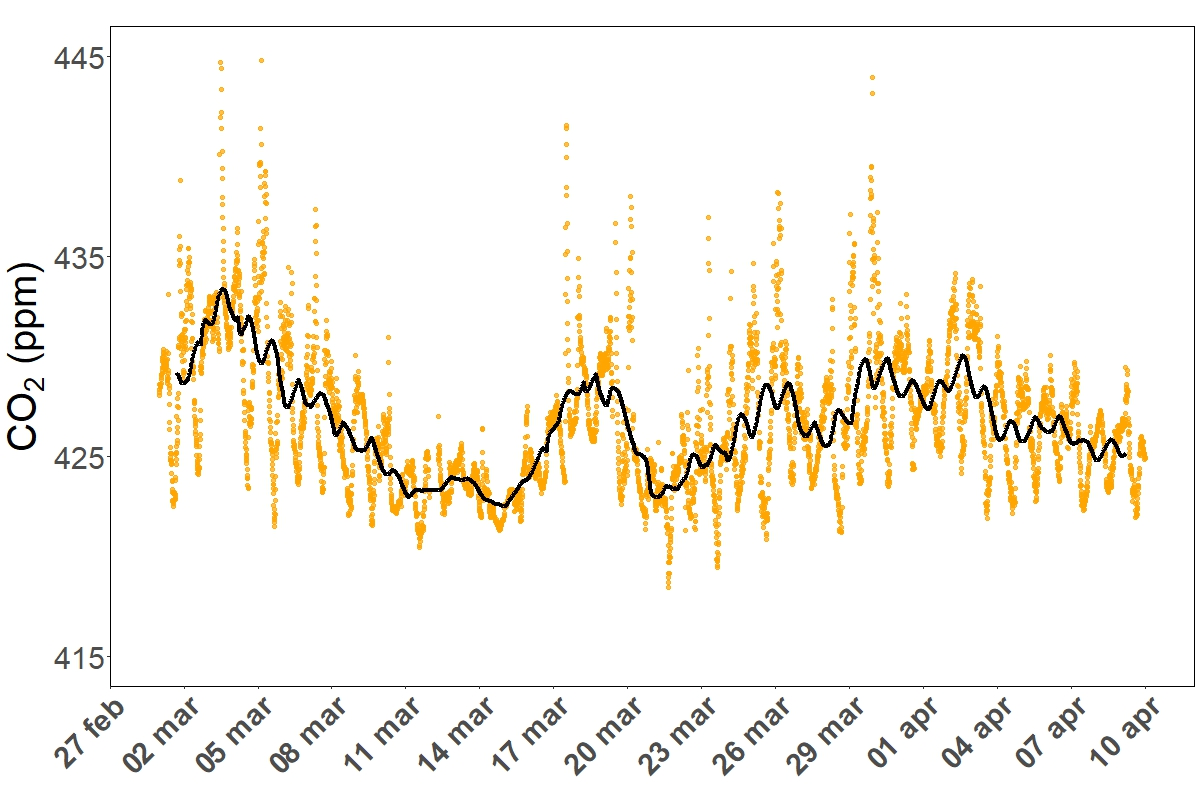 CO₂ (ppm)
445
435
425
415
27 feb
02 mar
05 mar
08 mar
11 mar
14 mar
17 mar
20 mar
23 mar
26 mar
29 mar
01 apr
04 apr
07 apr
10 apr